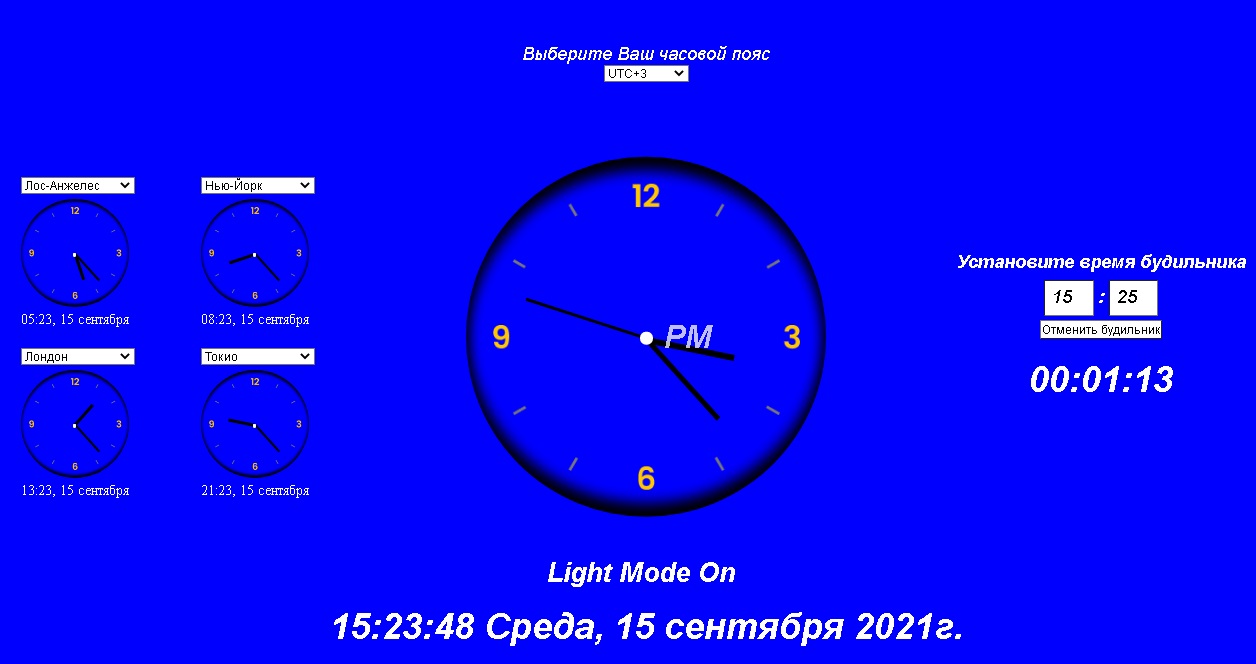 Выберите Ваш часовой пояс
UTC+3
Лос-Анжелес
12
9
3
6
05:23, 15 сентября
Нью-Йорк
12
9
3
6
08:23, 15 сентября
Лондон
12
9
3
6
13:23, 15 сентября
Токио
12
9
3
6
21:23, 15 сентября
12
9
PM
3
6
Установите время будильника
15 : 25
Отменить будильник
00:01:13
Light Mode On
15:23:48 Среда, 15 сентября 2021г.